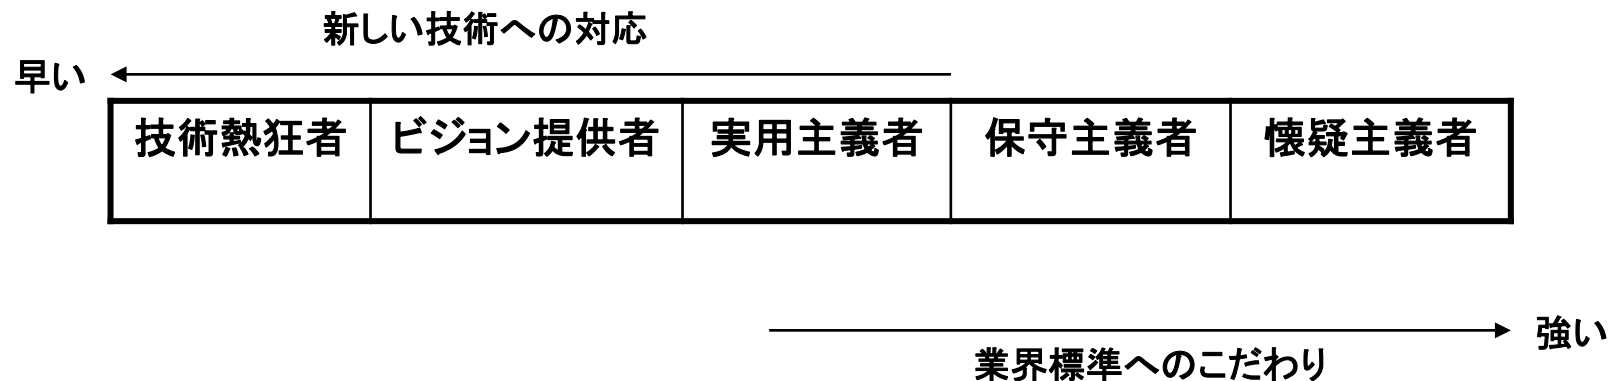 新しい技術への対応
早い
技術熱狂者
ビジョン提供者
実用主義者
保守主義者
懐疑主義者
強い
業界標準へのこだわり